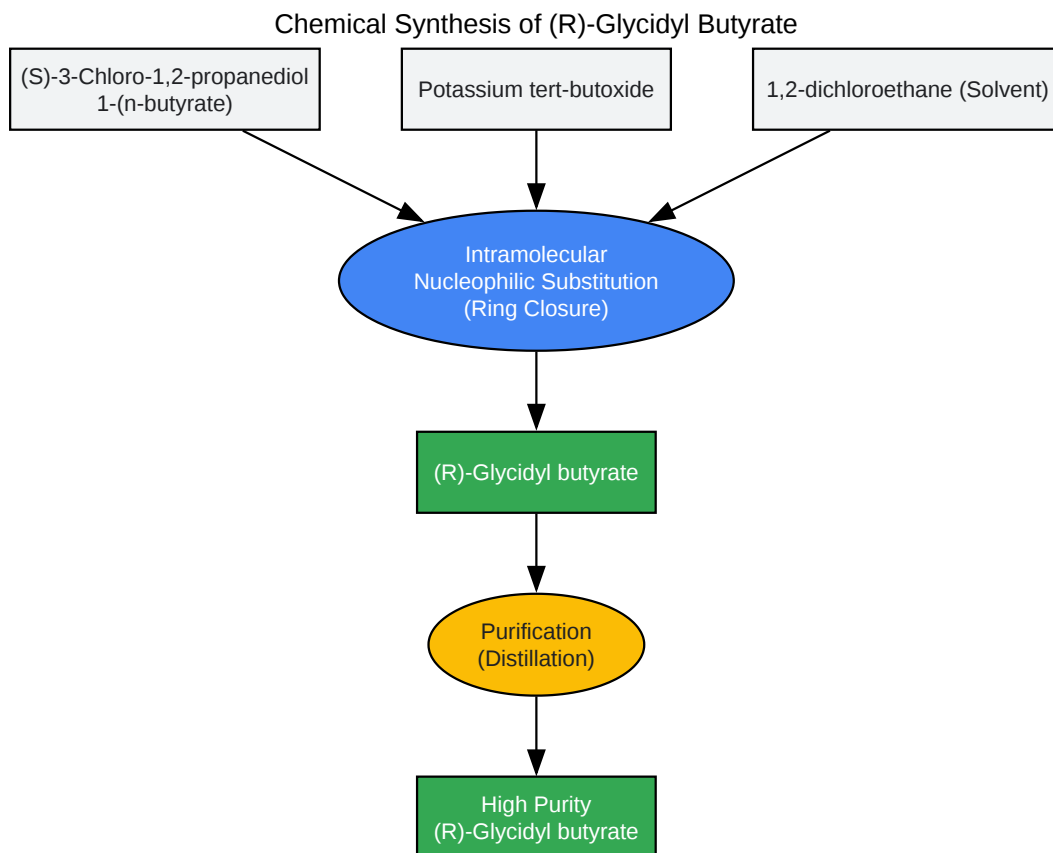 Chemical Synthesis of (R)-Glycidyl Butyrate
(S)-3-Chloro-1,2-propanediol
1-(n-butyrate)
Potassium tert-butoxide
1,2-dichloroethane (Solvent)
Intramolecular
Nucleophilic Substitution
(Ring Closure)
(R)-Glycidyl butyrate
Purification
(Distillation)
High Purity
(R)-Glycidyl butyrate